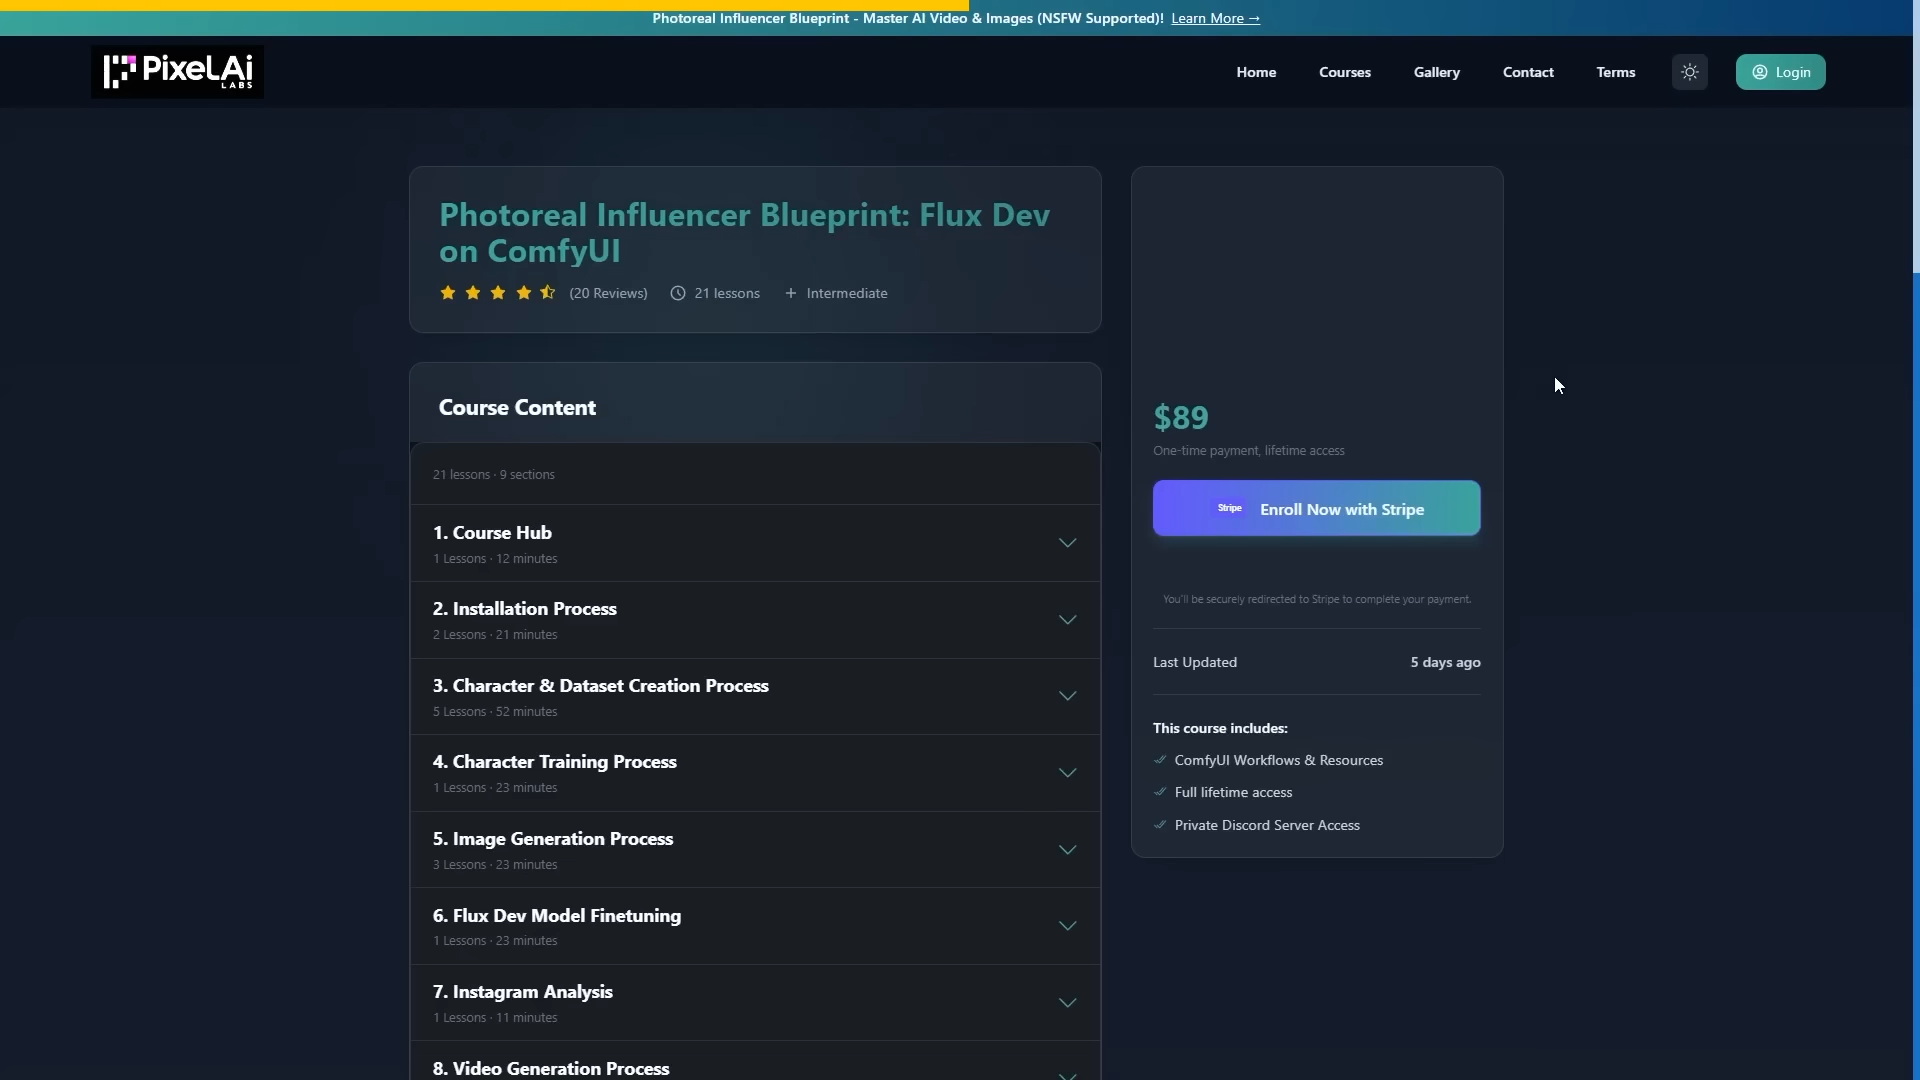 Photoreal Influencer Blueprint - Master AI Video & Images (NSFW Supported)! Learn More →
PixelAi
LABS
Home
Courses
Gallery
Contact
Terms
Login
Photoreal Influencer Blueprint: Flux Dev
on ComfyUI
(20 Reviews)
21 lessons
Intermediate
Course Content
21 lessons · 9 sections
1. Course Hub
1 Lessons · 12 minutes
2. Installation Process
2 Lessons · 21 minutes
3. Character & Dataset Creation Process
5 Lessons · 52 minutes
4. Character Training Process
1 Lessons · 23 minutes
5. Image Generation Process
3 Lessons · 23 minutes
6. Flux Dev Model Finetuning
1 Lessons · 23 minutes
7. Instagram Analysis
1 Lessons · 11 minutes
8. Video Generation Process
$89
One-time payment, lifetime access
Stripe Enroll Now with Stripe
You'll be securely redirected to Stripe to complete your payment.
Last Updated 5 days ago
This course includes:
ComfyUI Workflows & Resources
Full lifetime access
Private Discord Server Access